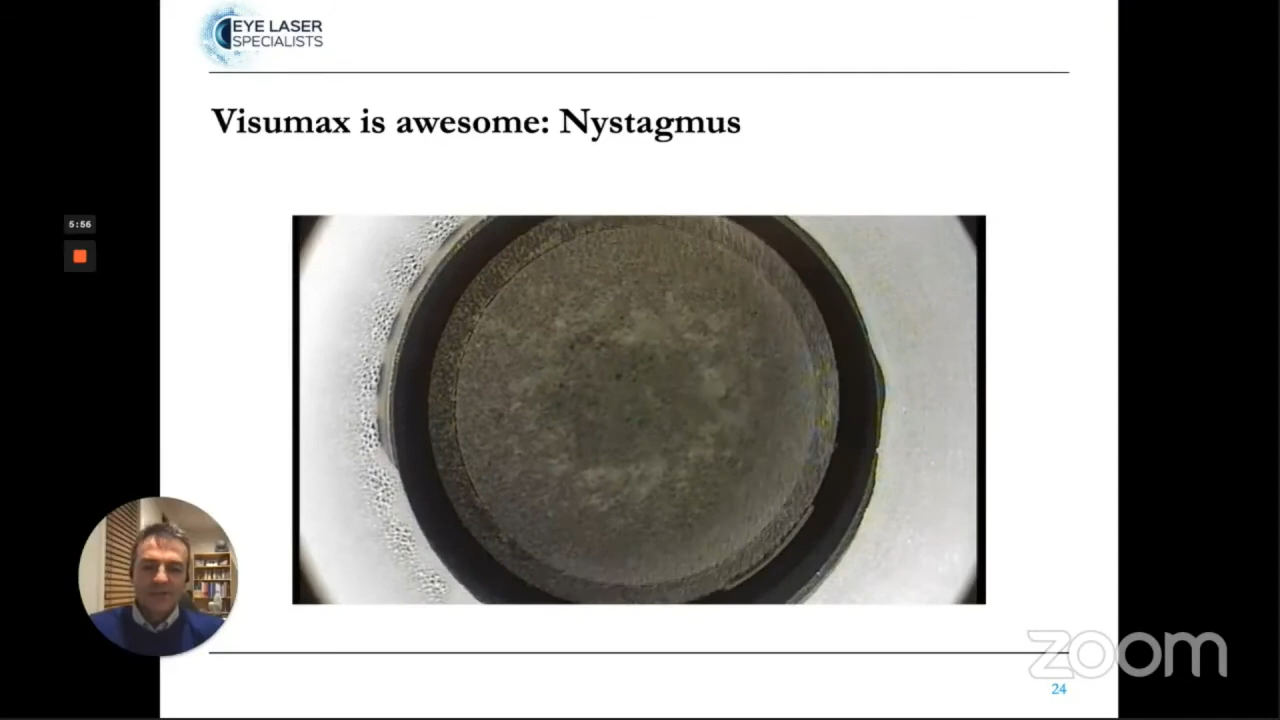 EYE LASER
SPECIALISTS
Visumax is awesome: Nystagmus
5:56
zoom
24